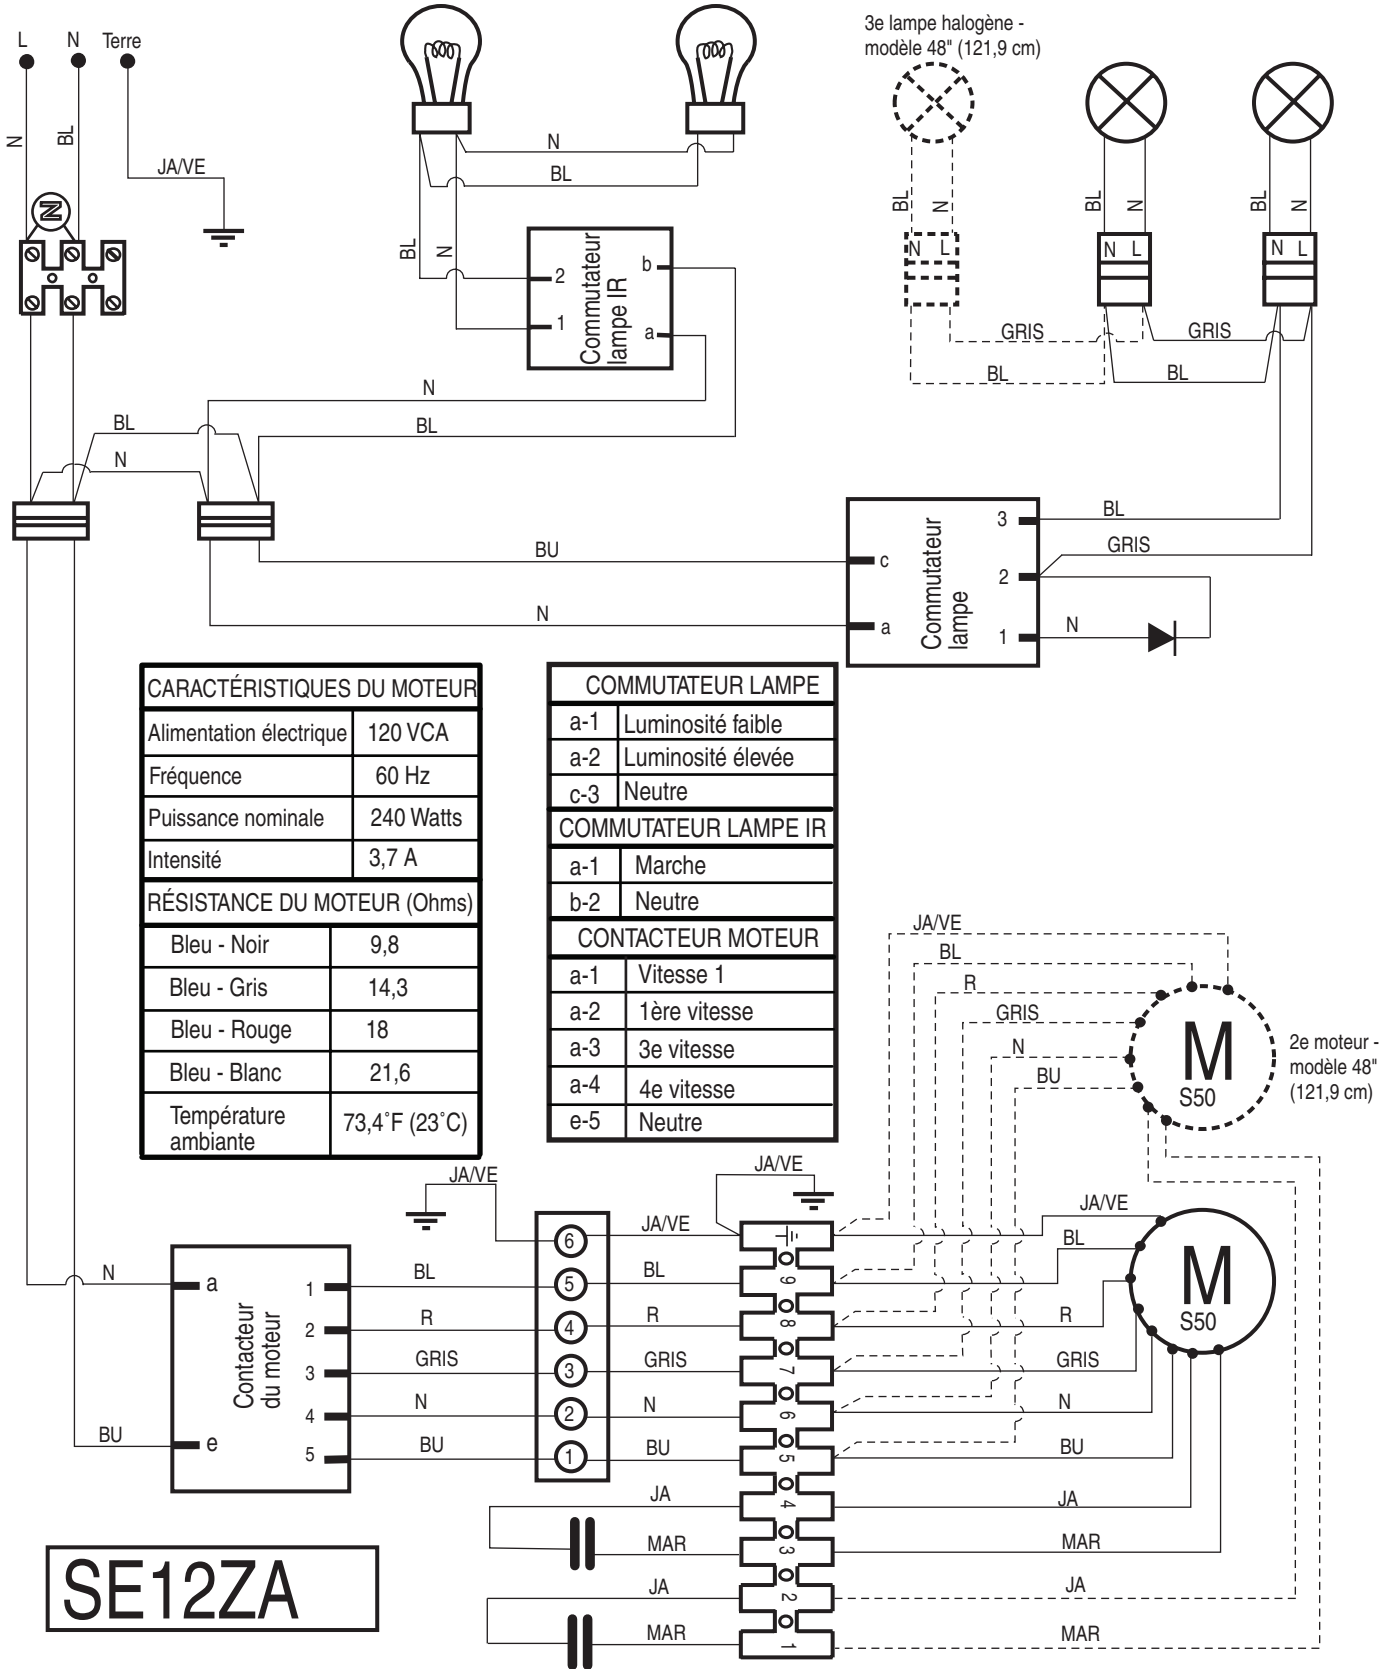 L
N
Terre
N
BL
JA/VE
N
N
BL
BL
N
Commutateur
lampe IR
2
1
b
a
3e lampe halogène -
modèle 48" (121,9 cm)
BL
N
BL
N
BL
N
N L
N L
N L
GRIS
BL
GRIS
BL
N
BL
BL
N
BU
N
Commutateur
lampe
c
a
3
2
1
BL
GRIS
N
CARACTÉRISTIQUES DU MOTEUR
Alimentation électrique 120 VCA
Fréquence 60 Hz
Puissance nominale 240 Watts
Intensité 3,7 A
RÉSISTANCE DU MOTEUR (Ohms)
Bleu - Noir 9,8
Bleu - Gris 14,3
Bleu - Rouge 18
Bleu - Blanc 21,6
Température
ambiante 73,4˚F (23˚C)
COMMUTATEUR LAMPE
a-1 Luminosité faible
a-2 Luminosité élevée
c-3 Neutre
COMMUTATEUR LAMPE IR
a-1 Marche
b-2 Neutre
CONTACTEUR MOTEUR
a-1 Vitesse 1
a-2 1ère vitesse
a-3 3e vitesse
a-4 4e vitesse
e-5 Neutre
JA/VE
BL
R
GRIS
N
BU
M
S50
2e moteur -
modèle 48"
(121,9 cm)
JA/VE
JA/VE
N
BU
Contacteur
du moteur
a
e
1
2
3
4
5
BL
R
GRIS
N
BU
6
5
4
3
2
1
JA/VE
BL
R
GRIS
N
BU
JA
MAR
JA
MAR
9
8
7
6
5
4
3
2
1
JA/VE
BL
R
GRIS
N
BU
JA
MAR
JA
MAR
M
S50
SE12ZA